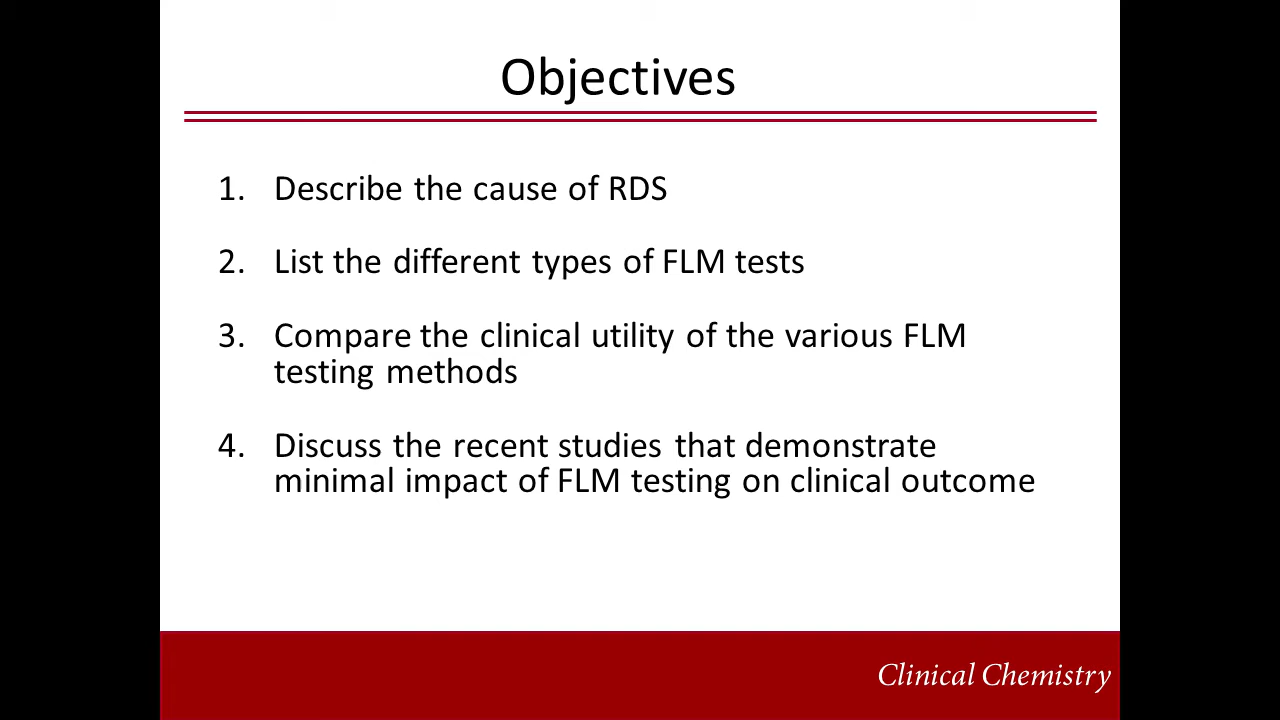 Objectives
1. Describe the cause of RDS
2. List the different types of FLM tests
3. Compare the clinical utility of the various FLM
testing methods
4. Discuss the recent studies that demonstrate
minimal impact of FLM testing on clinical outcome
Clinical Chemistry